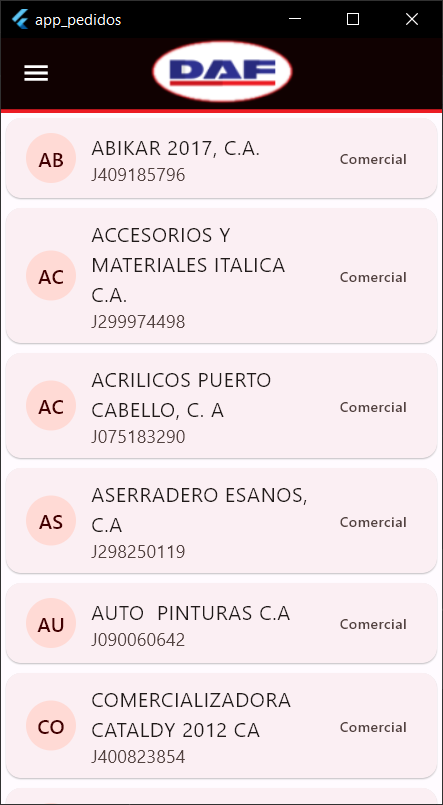 app_pedidos
DAF
AB
ABIKAR 2017, C.A.
J409185796
Comercial
AC
ACCESORIOS Y
MATERIALES ITALICA
C.A.
J299974498
Comercial
AC
ACRILICOS PUERTO
CABELLO, C. A
J075183290
Comercial
AS
ASERRADERO ESANOS,
C.A
J298250119
Comercial
AU
AUTO  PINTURAS C.A
J090060642
Comercial
CO
COMERCIALIZADORA
CATALDY 2012 CA
J400823854
Comercial